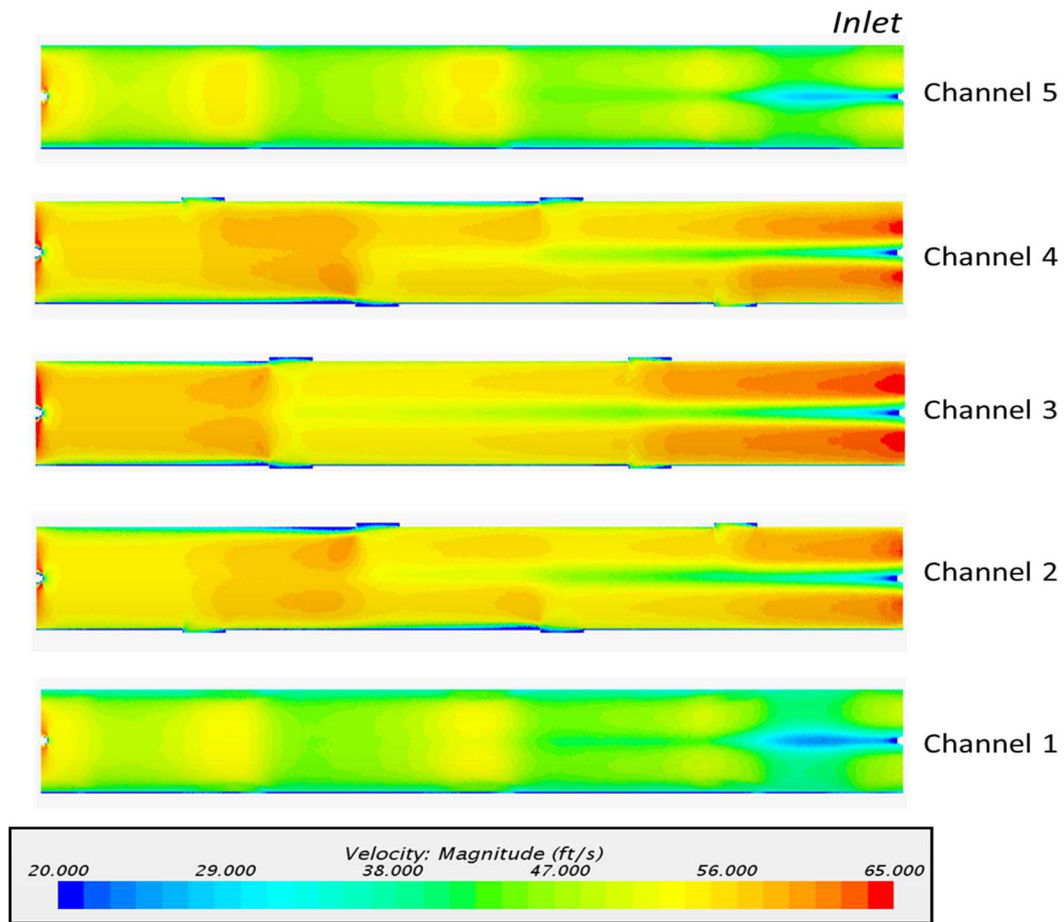 Inlet
Channel 5
Channel 4
Channel 3
Channel 2
Channel 1
Velocity: Magnitude (ft/s)
20.000 29.000 38.000 47.000 56.000 65.000